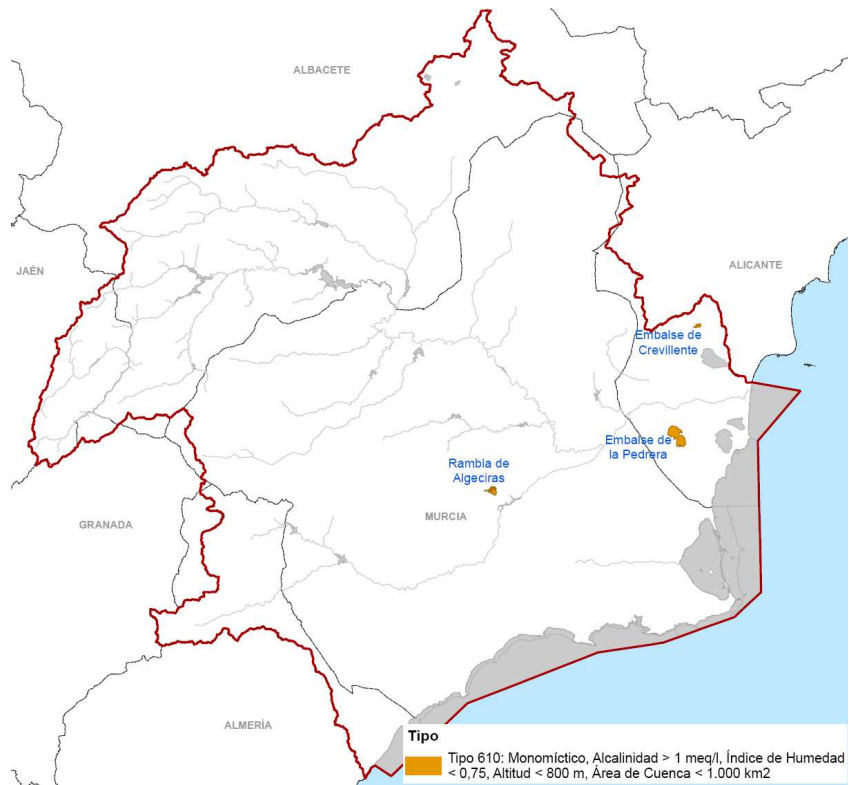 ALBACETE
JAÉN
ALICANTE
Embalse de
Crevillente
Embalse de
la Pedrera
Rambla de
Algeciras
GRANADA
MURCIA
ALMERÍA
Tipo
Tipo 610: Monomíctico, Alcalinidad > 1 meq/l, Índice de Humedad
< 0,75, Altitud < 800 m, Área de Cuenca < 1.000 km2